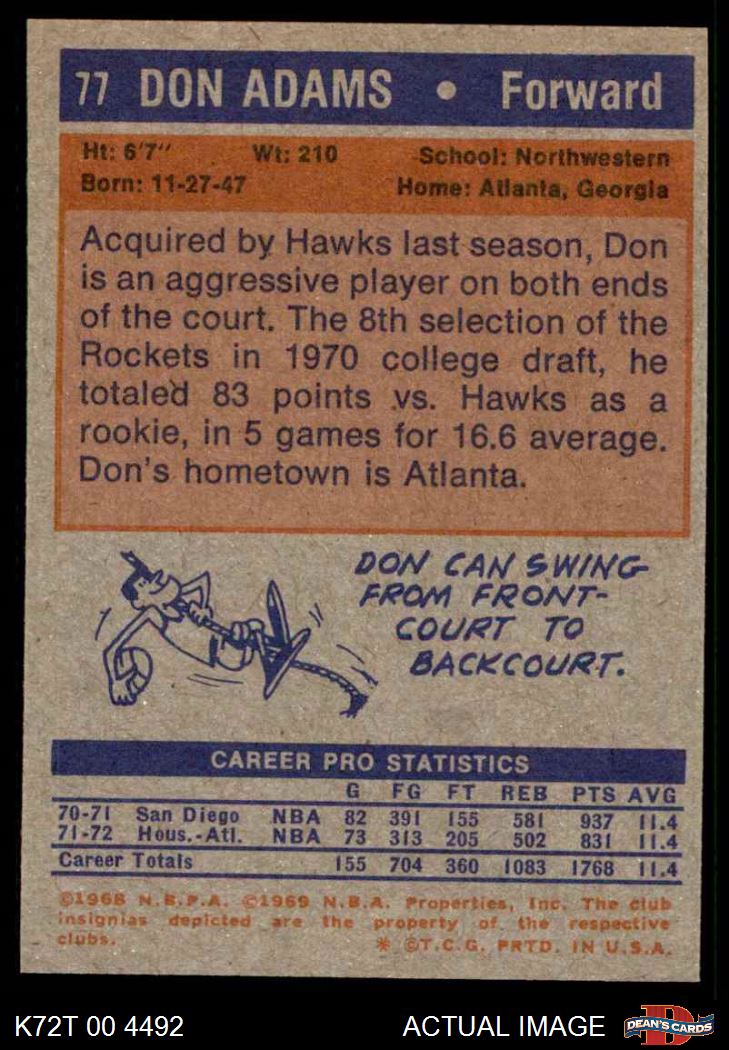 77 DON ADAMS • Forward
Ht: 6'7" Wt: 210 School: Northwestern
Born: 11-27-47 Home: Atlanta, Georgia
Acquired by Hawks last season, Don
is an aggressive player on both ends
of the court. The 8th selection of the
Rockets in 1970 college draft, he
totaled 83 points vs. Hawks as a
rookie, in 5 games for 16.6 average.
Don's hometown is Atlanta.
DON CAN SWING
FROM FRONT-
COURT TO
BACKCOURT.
CAREER PRO STATISTICS
G FG FT REB PTS AVG
70-71 San Diego NBA 82 391 155 581 937 11.4
71-72 Hous.-Atl. NBA 73 313 205 502 831 11.4
Career Totals 155 704 360 1083 1768 11.4
©1968 N.B.P.A. ©1969 N.B.A. Properties, Inc. The club
insignias depicted are the property of the respective
clubs. * ©T.C.G. PRTD. IN U.S.A.
K72T 00 4492 ACTUAL IMAGE D DEAN'S CARDS